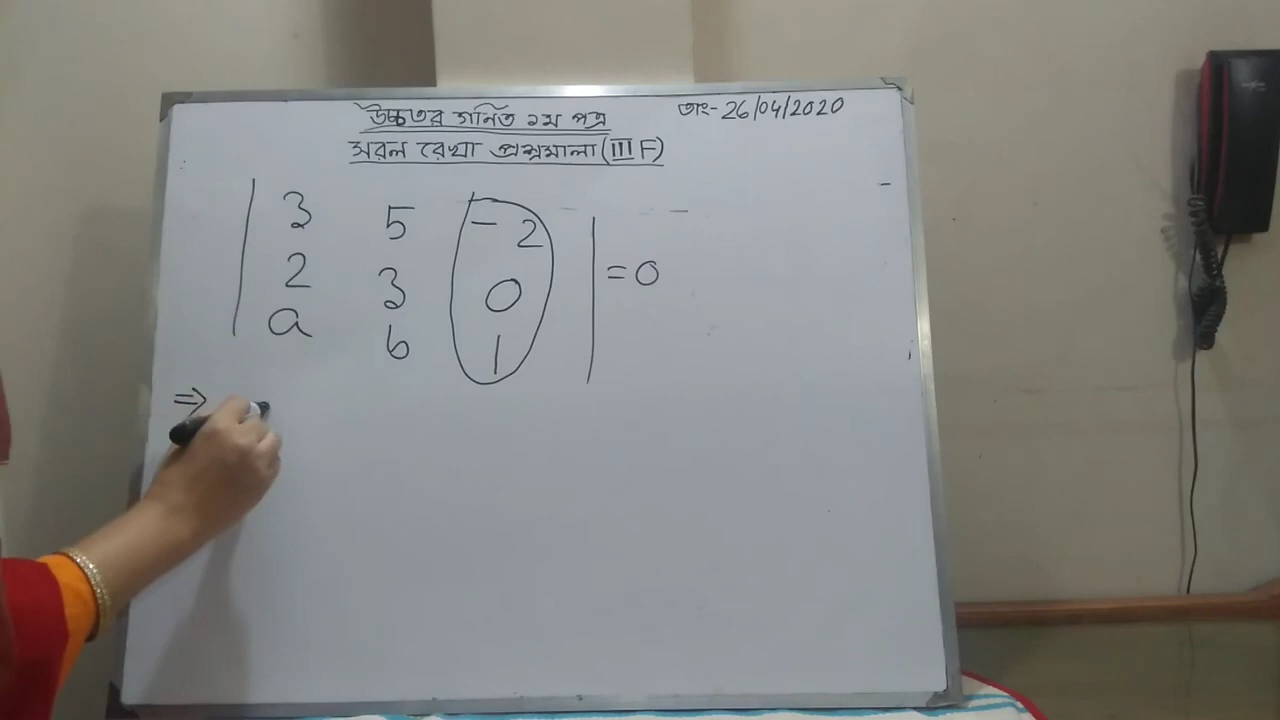 উচ্চতর গনিত ১ম পত্র তাং- 26/04/2020
সরল রেখা প্রশ্নমালা (III F)
3 5 -2
2 3 0 = 0
a b 1
⇒